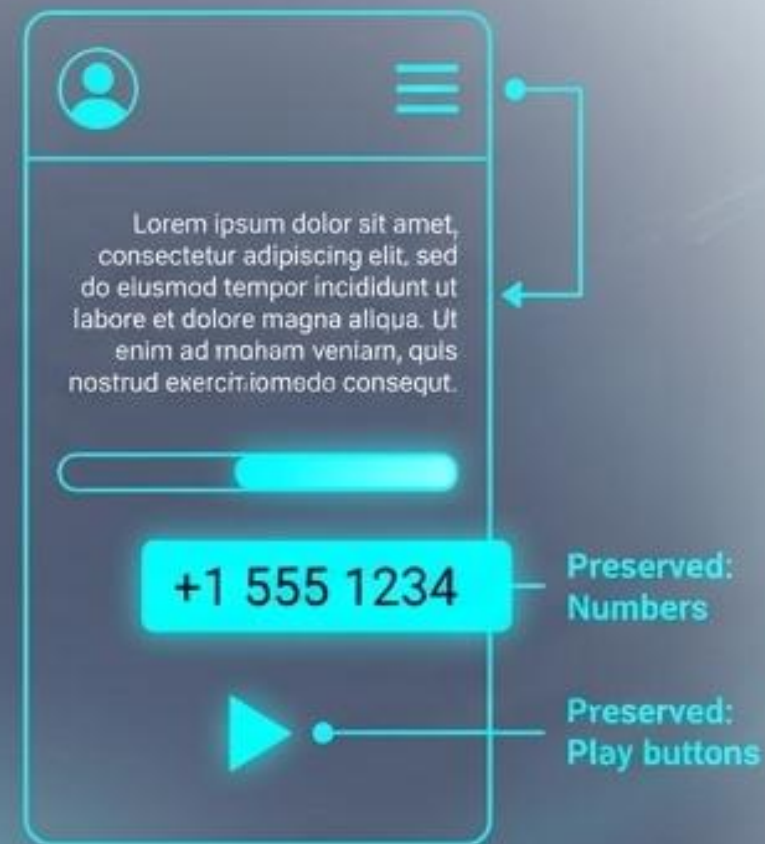 Lorem ipsum dolor sit amet,
consectetur adipiscing elit, sed
do eiusmod tempor incididunt ut
labore et dolore magna aliqua. Ut
enim ad moham veniam, quis
nostrud consequt.
+1 555 1234
Preserved:
Numbers
Preserved:
Play buttons